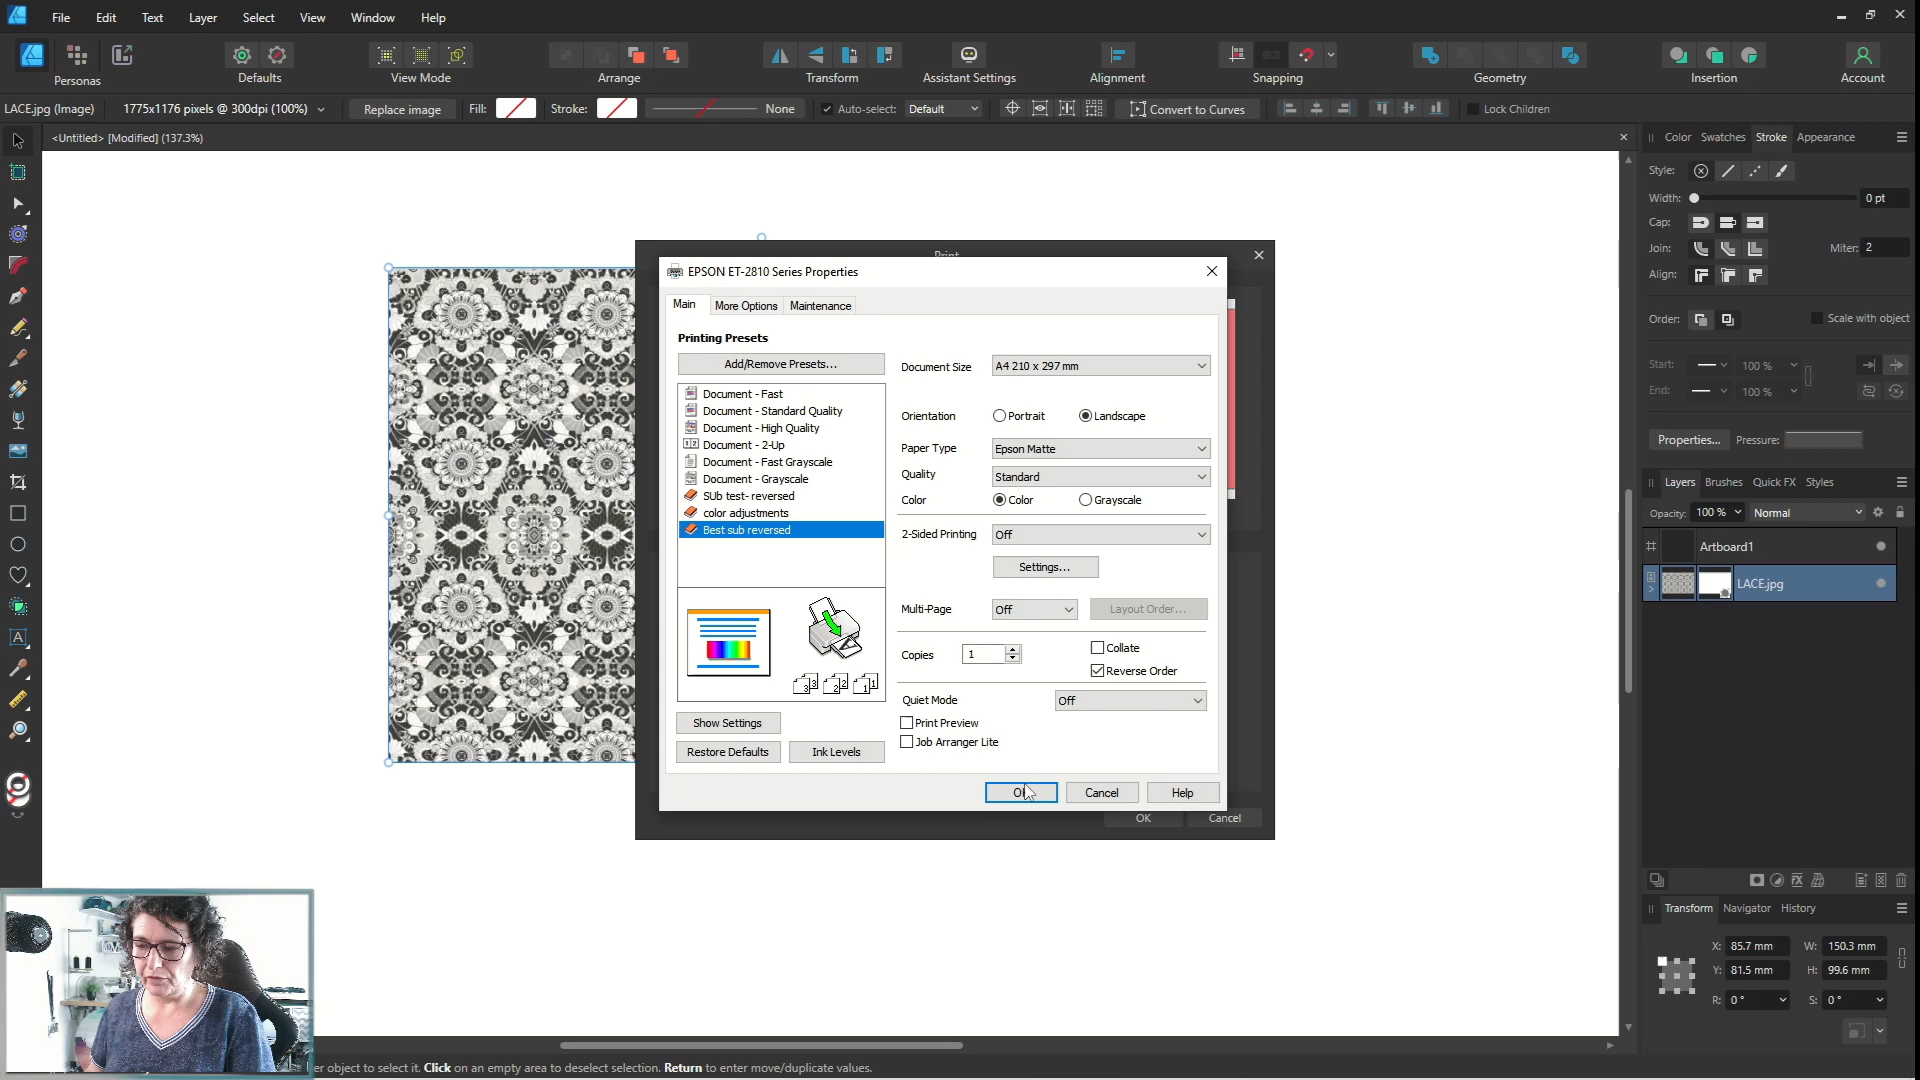 File Edit Text Layer Select View Window Help
Personas Defaults View Mode Arrange Transform Assistant Settings Alignment Snapping Geometry Insertion Account
LACE.jpg (Image) 1775x1176 pixels @ 300dpi (100%) Replace image Fill: Stroke: None Auto-select: Default Convert to Curves Lock Children
<Untitled> [Modified] (137.3%)
Color Swatches Stroke Appearance
Style:
Width: 0 pt
Cap:
Join: Miter: 2
Align:
Order: Scale with object
Start: 100 %
End: 100 %
Properties... Pressure:
Layers Brushes Quick FX Styles
Opacity: 100 % Normal
Artboard1
LACE.jpg
Transform Navigator History
X: 85.7 mm W: 150.3 mm
Y: 81.5 mm H: 99.6 mm
R: 0 ° S: 0 °
Print
EPSON ET-2810 Series Properties
Main More Options Maintenance
Printing Presets
Add/Remove Presets...
Document - Fast
Document - Standard Quality
Document - High Quality
Document - 2-Up
Document - Fast Grayscale
Document - Grayscale
SUb test- reversed
color adjustments
Best sub reversed
Show Settings
Restore Defaults Ink Levels
Document Size A4 210 x 297 mm
Orientation Portrait Landscape
Paper Type Epson Matte
Quality Standard
Color Color Grayscale
2-Sided Printing Off
Settings...
Multi-Page Off Layout Order...
Copies 1 Collate
Reverse Order
Quiet Mode Off
Print Preview
Job Arranger Lite
OK Cancel Help
OK Cancel
er object to select it. Click on an empty area to deselect selection. Return to enter move/duplicate values.